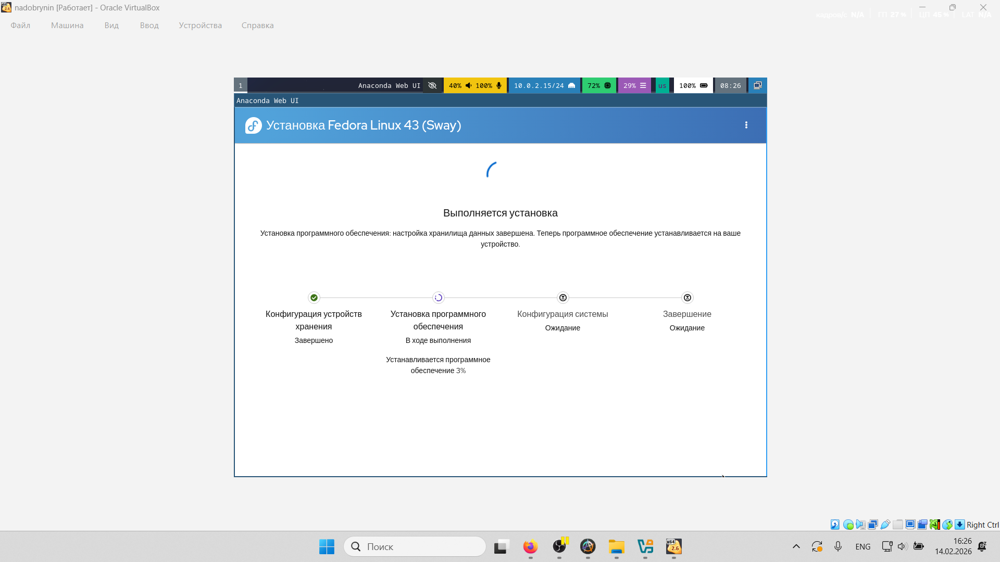 nadobrynin [Работает] - Oracle VirtualBox
кадров/с N/A ГП 27 % ЦП 45 % LAT N/A
Файл Машина Вид Ввод Устройства Справка
1 Anaconda Web UI 40% 100% 10.0.2.15/24 72% 29% us 100% 08:26
Anaconda Web UI
Установка Fedora Linux 43 (Sway)
Выполняется установка
Установка программного обеспечения: настройка хранилища данных завершена. Теперь программное обеспечение устанавливается на ваше
устройство.
Конфигурация устройств
хранения
Завершено
Установка программного
обеспечения
В ходе выполнения
Устанавливается программное
обеспечение 3%
Конфигурация системы
Ожидание
Завершение
Ожидание
Right Ctrl
Поиск
x64
2.6
ENG
16:26
14.02.2026